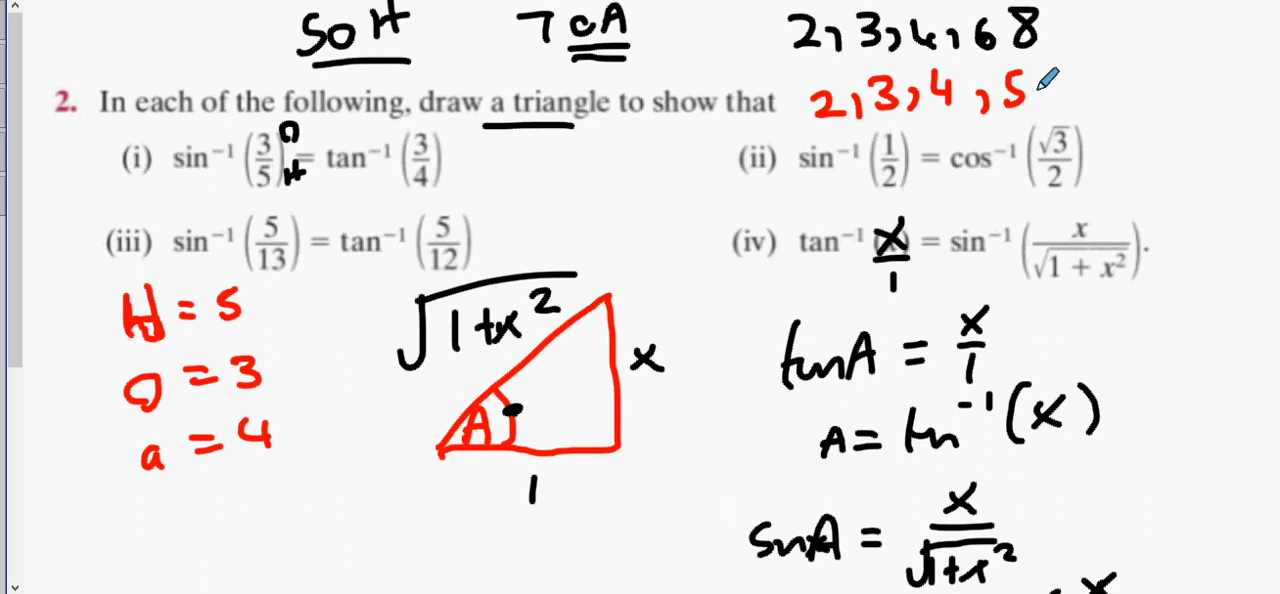 SOH TOA 2, 3, 4, 6 8
2. In each of the following, draw a triangle to show that 2, 3, 4, 5
(i) sin⁻¹(3/5) = tan⁻¹(3/4) (ii) sin⁻¹(1/2) = cos⁻¹(√3/2)
O
H
(iii) sin⁻¹(5/13) = tan⁻¹(5/12) (iv) tan⁻¹ x/1 = sin⁻¹(x/√(1 + x²)).
H = 5
O = 3
a = 4
√(1+x²)
x
A
1
tan A = x/1
A = tan⁻¹(x)
sin A = x/√(1+x²)
x